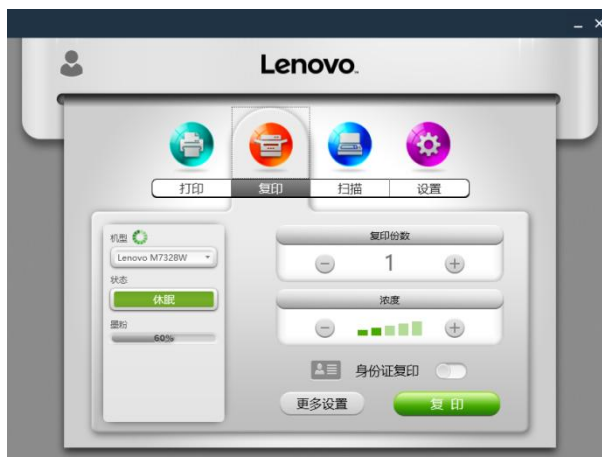 Lenovo
打印
复印
扫描
设置
机型
Lenovo M7328W
状态
休眠
墨粉
60%
复印份数
1
浓度
身份证复印
更多设置
复印